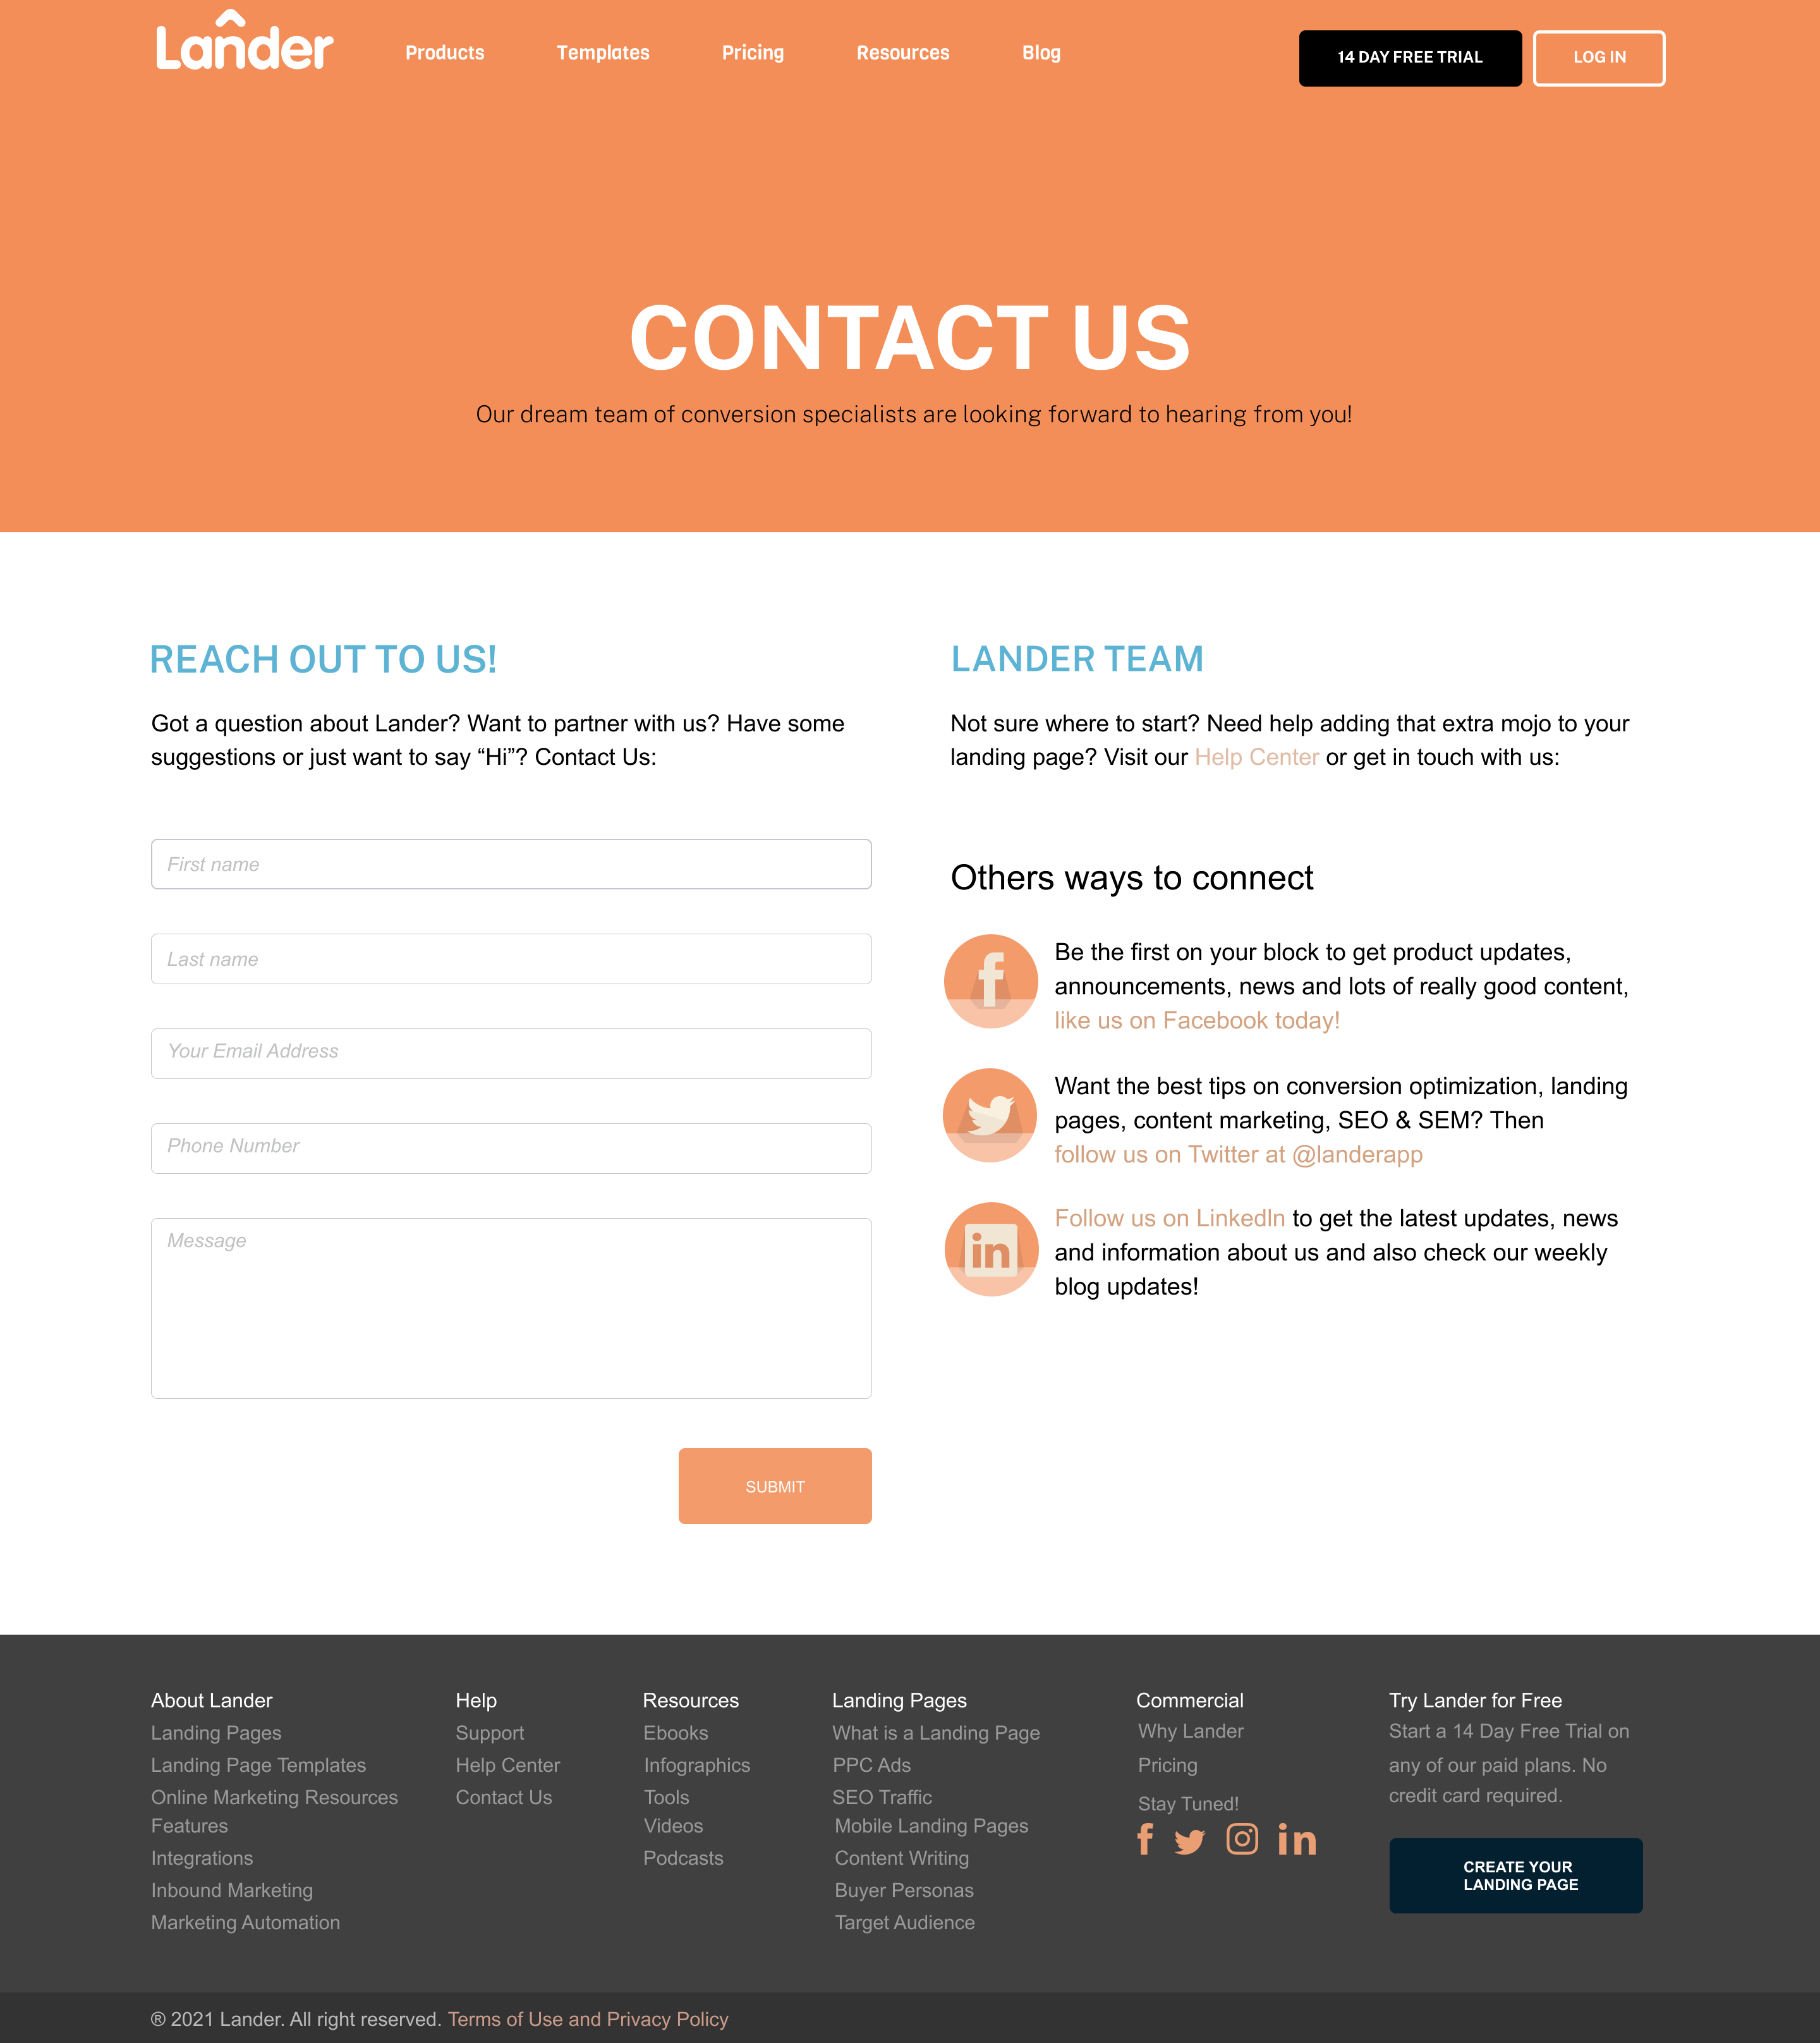 Lander
Products
Templates
Pricing
Resources
Blog
14 DAY FREE TRIAL
LOG IN
CONTACT US
Our dream team of conversion specialists are looking forward to hearing from you!
REACH OUT TO US!
Got a question about Lander? Want to partner with us? Have some
suggestions or just want to say “Hi”? Contact Us:
First name
Last name
Your Email Address
Phone Number
Message
SUBMIT
LANDER TEAM
Not sure where to start? Need help adding that extra mojo to your
landing page? Visit our Help Center or get in touch with us:
Others ways to connect
f
Be the first on your block to get product updates,
announcements, news and lots of really good content,
like us on Facebook today!
Want the best tips on conversion optimization, landing
pages, content marketing, SEO & SEM? Then
follow us on Twitter at @landerapp
in
Follow us on LinkedIn to get the latest updates, news
and information about us and also check our weekly
blog updates!
About Lander
Landing Pages
Landing Page Templates
Online Marketing Resources
Features
Integrations
Inbound Marketing
Marketing Automation
Help
Support
Help Center
Contact Us
Resources
Ebooks
Infographics
Tools
Videos
Podcasts
Landing Pages
What is a Landing Page
PPC Ads
SEO Traffic
Mobile Landing Pages
Content Writing
Buyer Personas
Target Audience
Commercial
Why Lander
Pricing
Stay Tuned!
f in
Try Lander for Free
Start a 14 Day Free Trial on
any of our paid plans. No
credit card required.
CREATE YOUR
LANDING PAGE
® 2021 Lander. All right reserved. Terms of Use and Privacy Policy